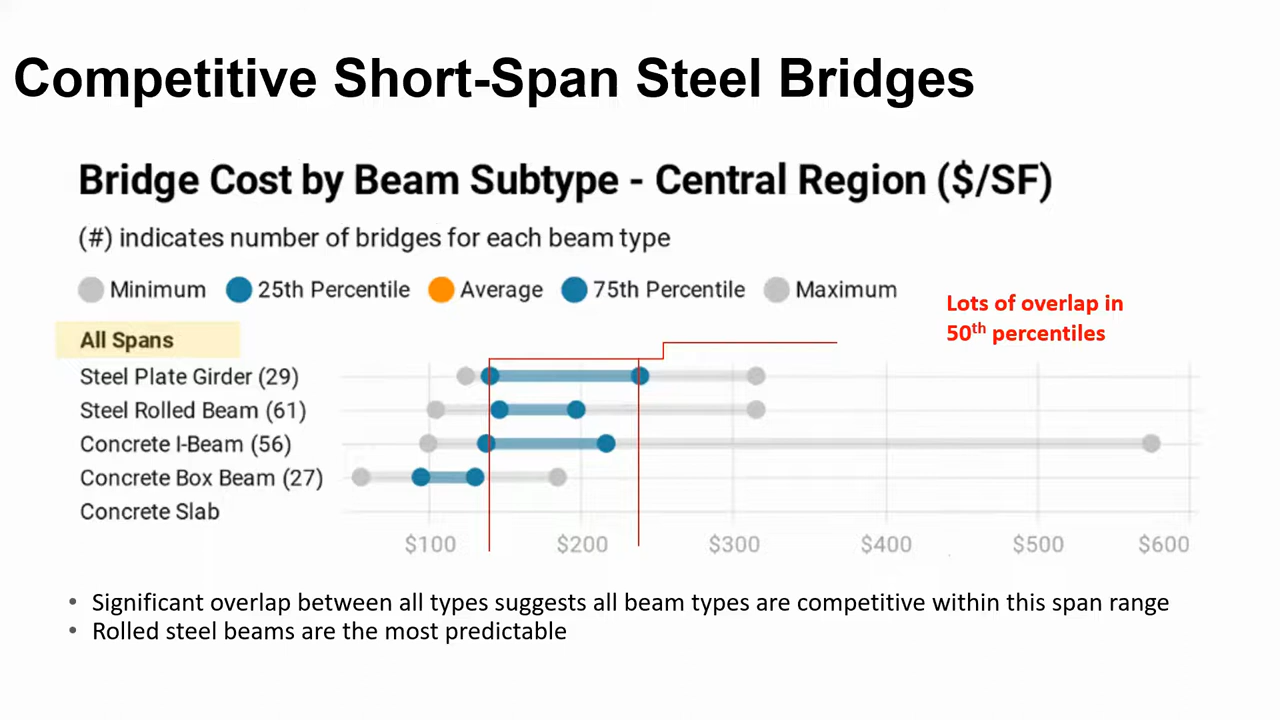 Competitive Short-Span Steel Bridges
Bridge Cost by Beam Subtype - Central Region ($/SF)
(#) indicates number of bridges for each beam type
Minimum 25th Percentile Average 75th Percentile Maximum
Lots of overlap in
50th percentiles
All Spans
Steel Plate Girder (29)
Steel Rolled Beam (61)
Concrete I-Beam (56)
Concrete Box Beam (27)
Concrete Slab
$100 $200 $300 $400 $500 $600
• Significant overlap between all types suggests all beam types are competitive within this span range
• Rolled steel beams are the most predictable